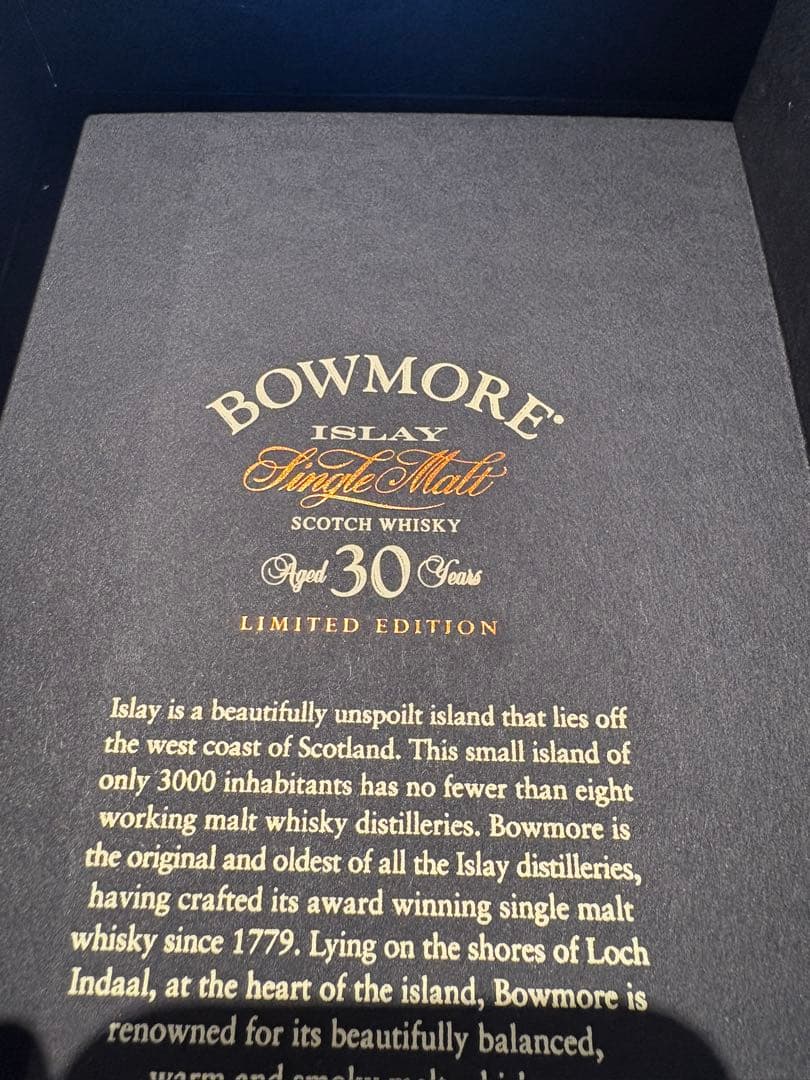 BOWMORE®
ISLAY
Single Malt
SCOTCH WHISKY
Aged 30 Years
LIMITED EDITION
Islay is a beautifully unspoilt island that lies off
the west coast of Scotland. This small island of
only 3000 inhabitants has no fewer than eight
working malt whisky distilleries. Bowmore is
the original and oldest of all the Islay distilleries,
having crafted its award winning single malt
whisky since 1779. Lying on the shores of Loch
Indaal, at the heart of the island, Bowmore is
renowned for its beautifully balanced,
warm and smoky malt